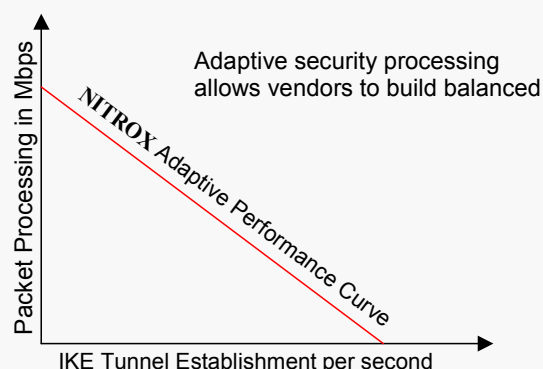 Adaptive security processing
allows vendors to build balanced
NITROX Adaptive Performance Curve
Packet Processing in Mbps
IKE Tunnel Establishment per second